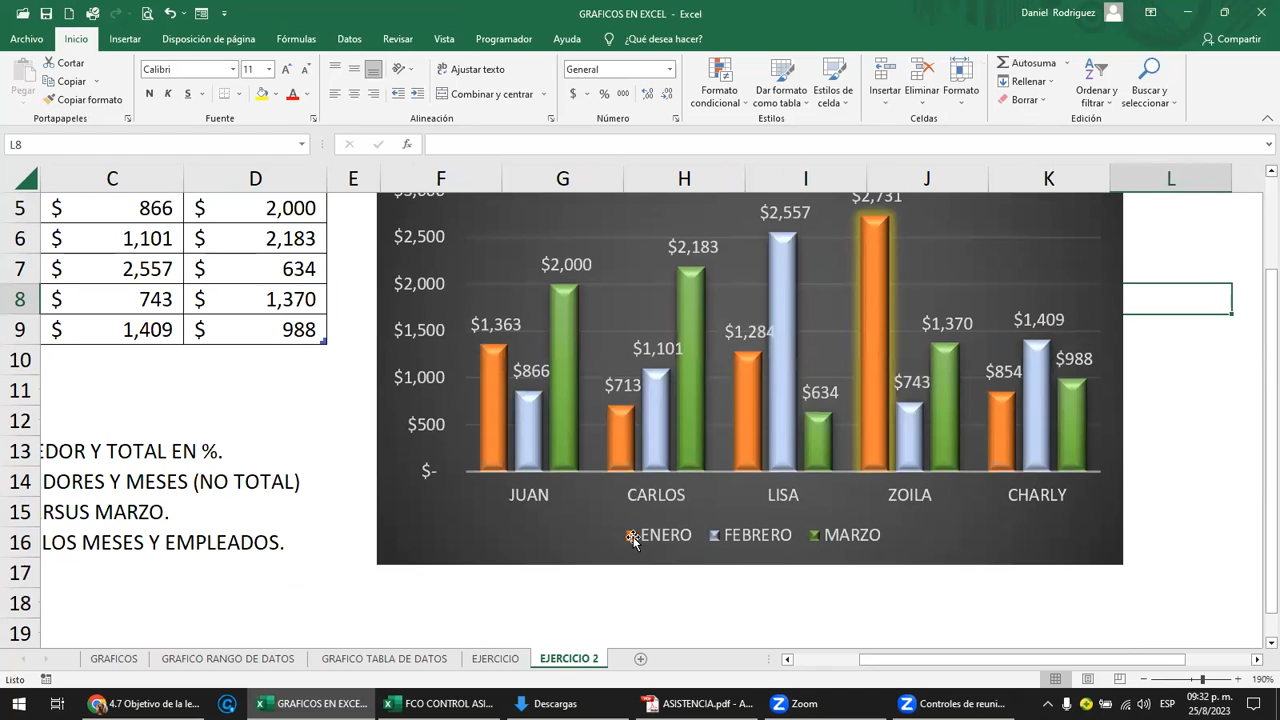 GRAFICOS EN EXCEL - Excel
Daniel Rodriguez
Archivo Inicio Insertar Disposición de página Fórmulas Datos Revisar Vista Programador Ayuda ¿Qué desea hacer? Compartir
Pegar
Cortar
Copiar
Copiar formato
Portapapeles
Calibri 11
N K S
Fuente
Ajustar texto
Combinar y centrar
Alineación
General
$ % 000
Número
Formato condicional
Dar formato como tabla
Estilos de celda
Estilos
Insertar Eliminar Formato
Celdas
Autosuma
Rellenar
Borrar
Ordenar y filtrar
Buscar y seleccionar
Edición
L8
C D E F G H I J K L
5 $ 866 $ 2,000
6 $ 1,101 $ 2,183
7 $ 2,557 $ 634
8 $ 743 $ 1,370
9 $ 1,409 $ 988
10
11
12
13 EDOR Y TOTAL EN %.
14 DORES Y MESES (NO TOTAL)
15 RSUS MARZO.
16 LOS MESES Y EMPLEADOS.
17
18
19
$3,000
$2,500
$2,000
$1,500
$1,000
$500
$-
$1,363 $866 $2,000
$713 $1,101 $2,183
$1,284 $2,557 $634
$2,731 $743 $1,370
$854 $1,409 $988
JUAN CARLOS LISA ZOILA CHARLY
ENERO FEBRERO MARZO
GRAFICOS GRAFICO RANGO DE DATOS GRAFICO TABLA DE DATOS EJERCICIO EJERCICIO 2
Listo
190%
4.7 Objetivo de la le...
GRAFICOS EN EXC...
FCO CONTROL ASI...
Descargas
ASISTENCIA.pdf - A...
Zoom
Controles de reuni...
ESP
09:32 p. m.
25/8/2023